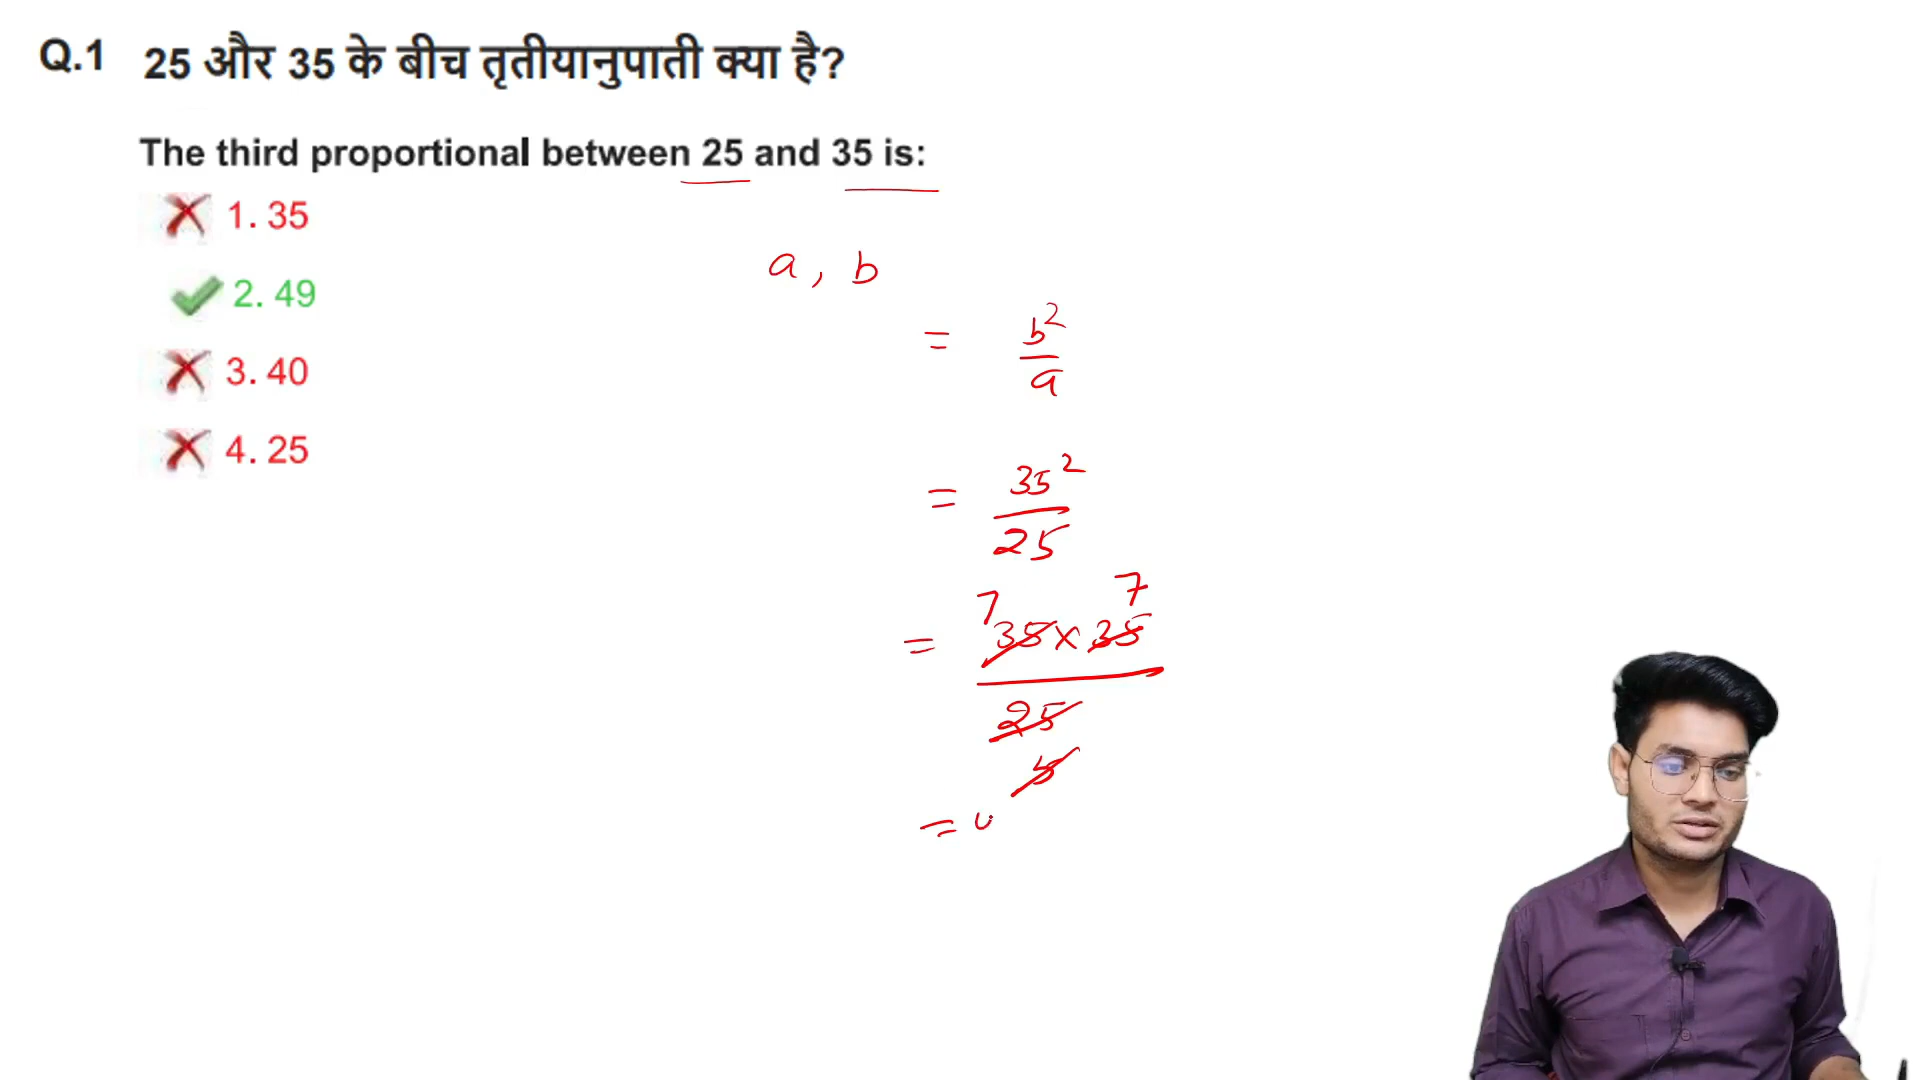 Q.1 25 और 35 के बीच तृतीयानुपाती क्या है?
The third proportional between 25 and 35 is:
1. 35
2. 49
3. 40
4. 25
a, b
= b²/a
= 35²/25
7 7
= 35×35
25
5
=